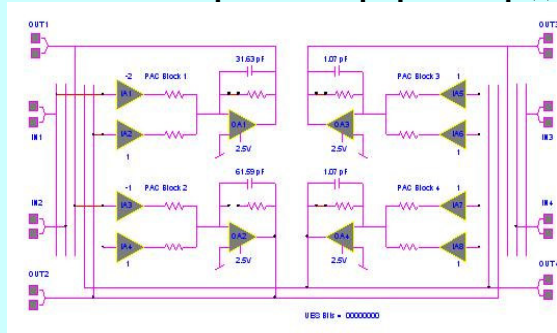 OUT1
OUT3
31.63 pF
1.07 pF
-2
PAC Block 1
PAC Block 3
1
IA1
IA5
IN1
IA2
OA1
OA3
IA6
IN3
1
2.5V
2.5V
1
61.59 pF
1.07 pF
IN2
-1
PAC Block 2
PAC Block 4
1
IN4
IA3
IA7
OA2
OA4
IA4
IA8
OUT2
1
2.5V
2.5V
1
OUT4
UES Bits = 00000000